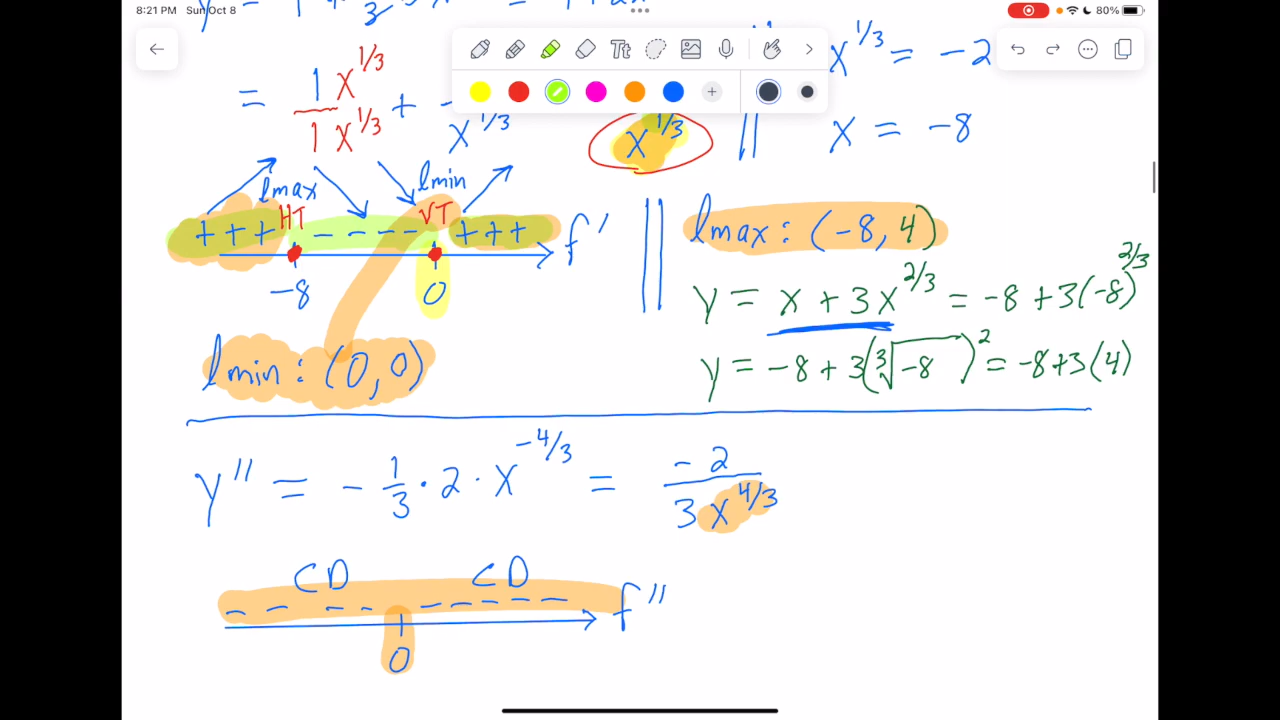 8:21 PM Sun Oct 8
80%
Tt
x^{1/3} = -2
= 1 x^{1/3} / 1 x^{1/3} + / x^{1/3}
x^{1/3}
|| x = -8
lmax lmin
+ + + HT - - - - VT + + + f'
-8 0
lmin: (0,0)
|| lmax: (-8, 4)
y = x + 3x^{2/3} = -8 + 3(-8)^{2/3}
y = -8 + 3(∛-8)^2 = -8+3(4)
y'' = - 1/3 · 2 · x^{-4/3} = -2 / 3x^{4/3}
CD CD
- - - - - - - - - f''
0